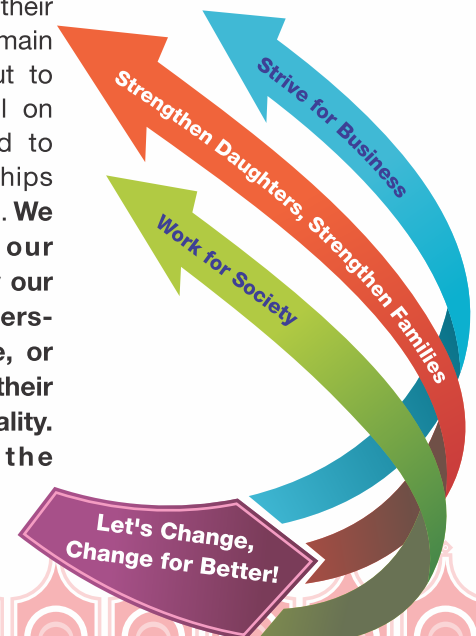 their
main
ut to
l on
d to
hips
. We
our
our
ers-
e, or
their
ality.
the
Strive for Business
Strengthen Daughters, Strengthen Families
Work for Society
Let's Change,
Change for Better!